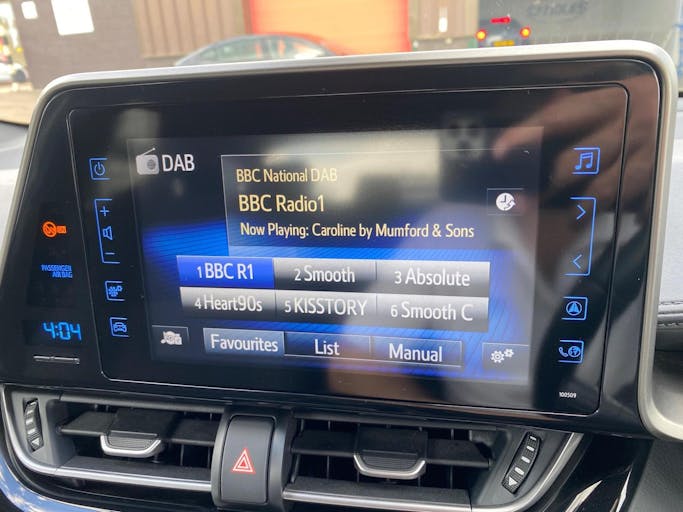 DAB
BBC National DAB
BBC Radio1
Now Playing: Caroline by Mumford & Sons
1 BBC R1 2 Smooth 3 Absolute
4 Heart90s 5 KISSTORY 6 Smooth C
Favourites List Manual
PASSENGER
AIR BAG
4:04
100509